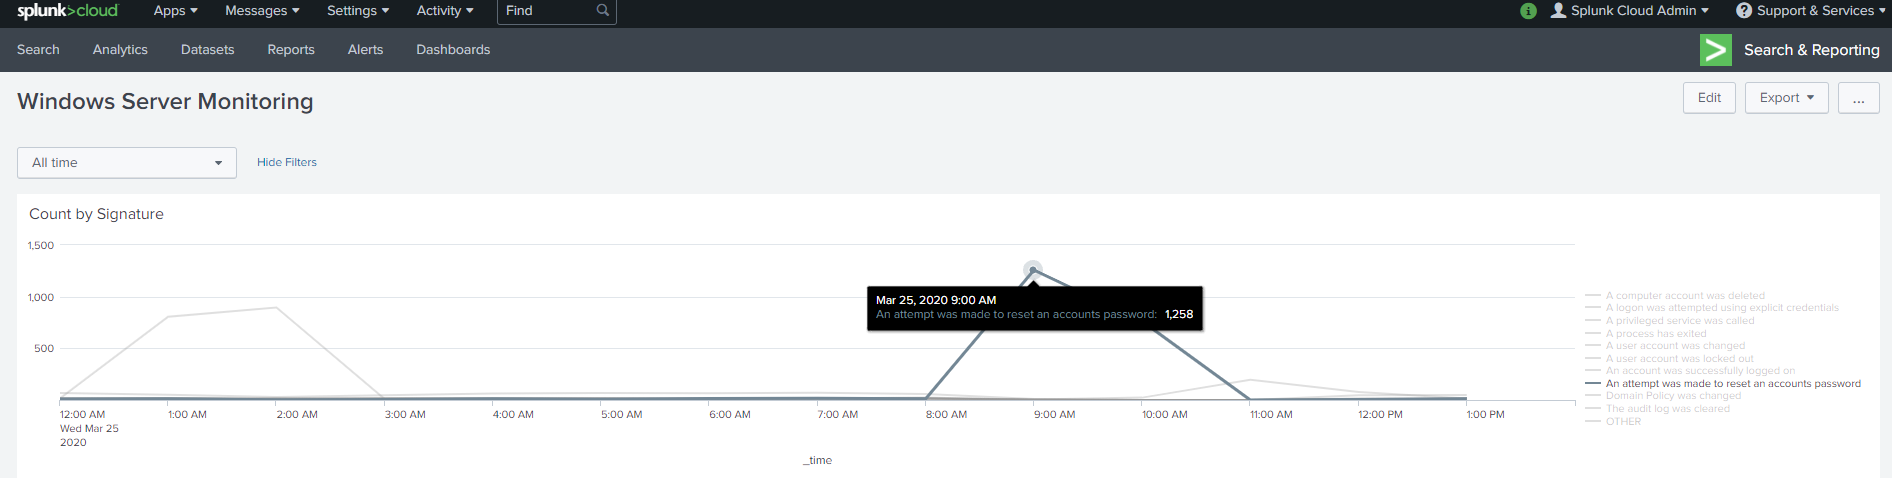 splunk>cloud Apps Messages Settings Activity Find i Splunk Cloud Admin ? Support & Services
Search Analytics Datasets Reports Alerts Dashboards > Search & Reporting
Windows Server Monitoring
Edit Export ...
All time Hide Filters
Count by Signature
1,500
1,000
500
Mar 25, 2020 9:00 AM
An attempt was made to reset an accounts password: 1,258
A computer account was deleted
A logon was attempted using explicit credentials
A privileged service was called
A process has exited
A user account was changed
A user account was locked out
An account was successfully logged on
An attempt was made to reset an accounts password
Domain Policy was changed
The audit log was cleared
OTHER
12:00 AM 1:00 AM 2:00 AM 3:00 AM 4:00 AM 5:00 AM 6:00 AM 7:00 AM 8:00 AM 9:00 AM 10:00 AM 11:00 AM 12:00 PM 1:00 PM
Wed Mar 25
2020
_time